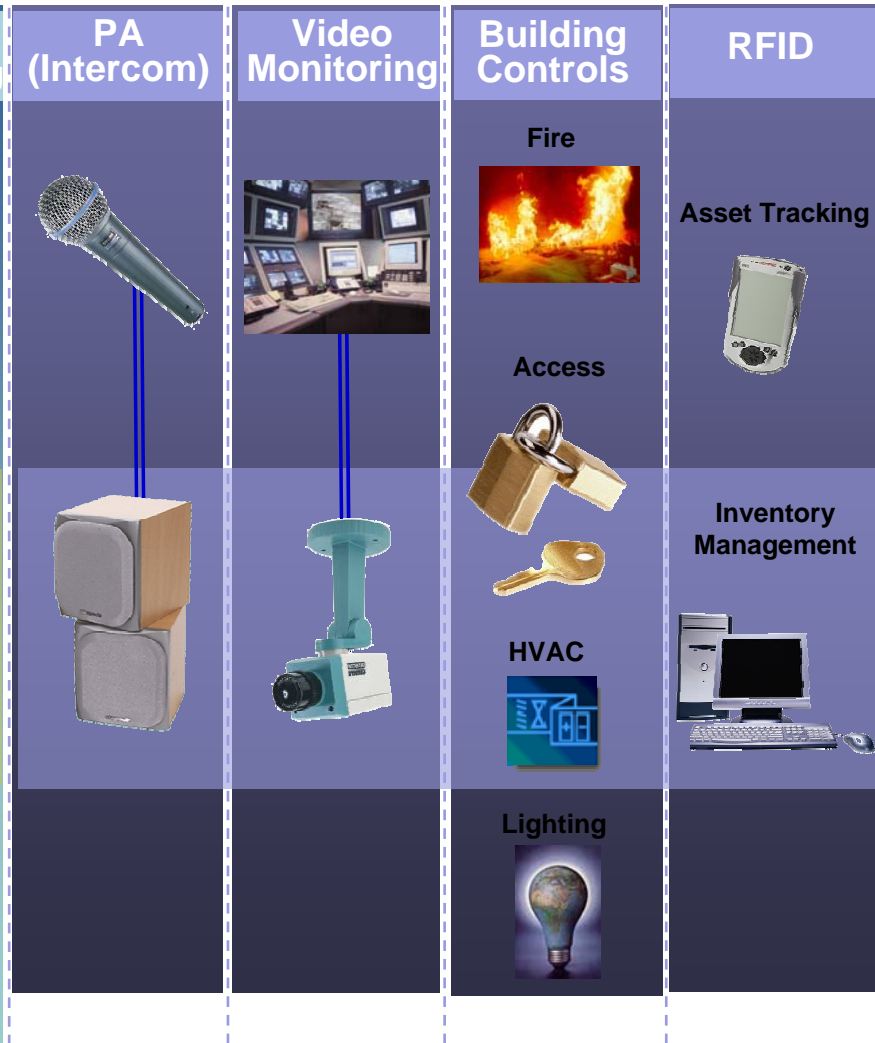 PA
(Intercom)
Video
Monitoring
Building
Controls
RFID
Fire
Access
HVAC
Lighting
Asset Tracking
Inventory
Management